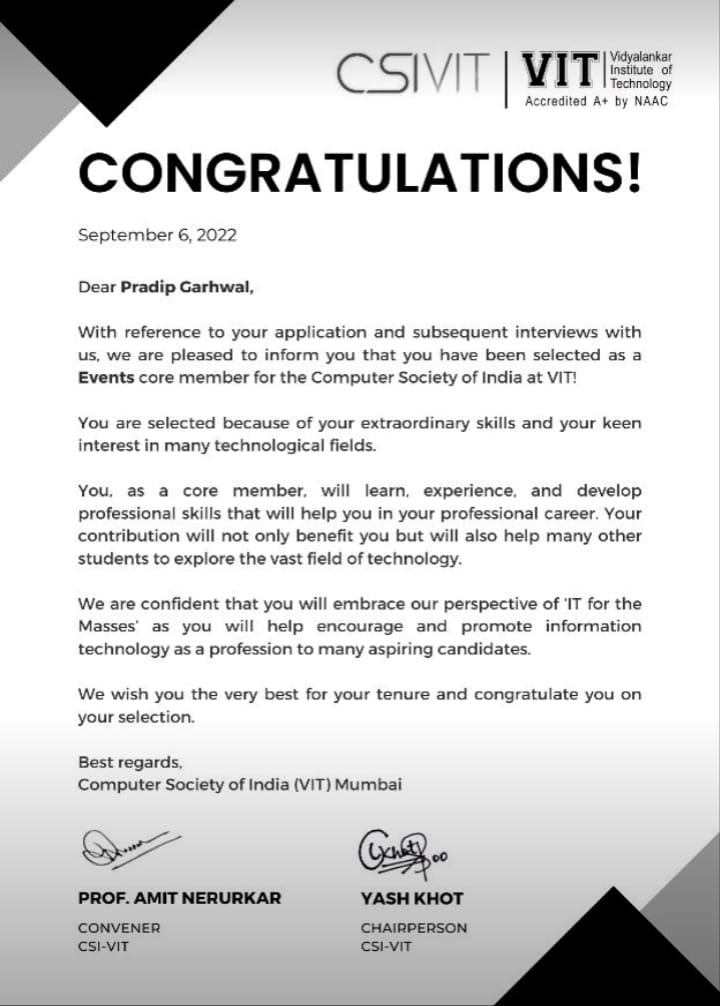 CSIVIT
VIT
Vidyalankar
Institute of
Technology
Accredited A+ by NAAC
CONGRATULATIONS!
September 6, 2022
Dear Pradip Garhwal,
With reference to your application and subsequent interviews with
us, we are pleased to inform you that you have been selected as a
Events core member for the Computer Society of India at VIT!
You are selected because of your extraordinary skills and your keen
interest in many technological fields.
You, as a core member, will learn, experience, and develop
professional skills that will help you in your professional career. Your
contribution will not only benefit you but will also help many other
students to explore the vast field of technology.
We are confident that you will embrace our perspective of 'IT for the
Masses' as you will help encourage and promote information
technology as a profession to many aspiring candidates.
We wish you the very best for your tenure and congratulate you on
your selection.
Best regards,
Computer Society of India (VIT) Mumbai
PROF. AMIT NERURKAR
CONVENER
CSI-VIT
YASH KHOT
CHAIRPERSON
CSI-VIT